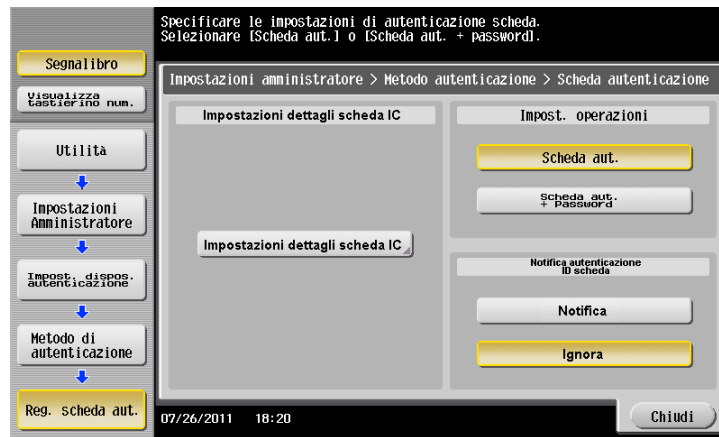 Specificare le impostazioni di autenticazione scheda.
Selezionare [Scheda aut.] o [Scheda aut. + password].
Segnalibro
Visualizza
tastierino num.
Utilità
Impostazioni
Amministratore
Impost. dispos.
autenticazione
Metodo di
autenticazione
Reg. scheda aut.
Impostazioni amministratore > Metodo autenticazione > Scheda autenticazione
Impostazioni dettagli scheda IC
Impostazioni dettagli scheda IC
Impost. operazioni
Scheda aut.
Scheda aut.
+ Password
Notifica autenticazione
ID scheda
Notifica
Ignora
07/26/2011 18:20
Chiudi